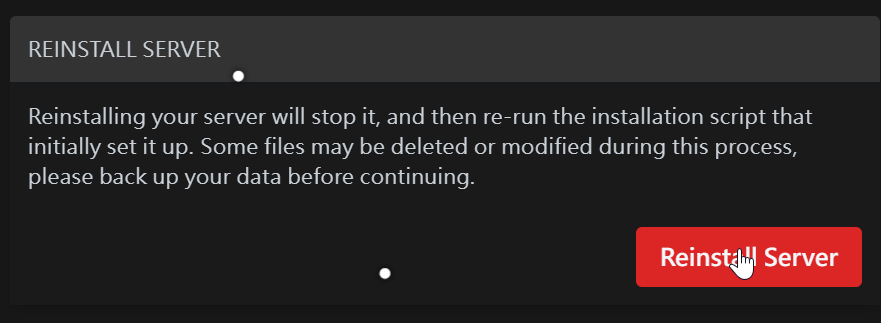 REINSTALL SERVER
Reinstalling your server will stop it, and then re-run the installation script that
initially set it up. Some files may be deleted or modified during this process,
please back up your data before continuing.
Reinstall Server